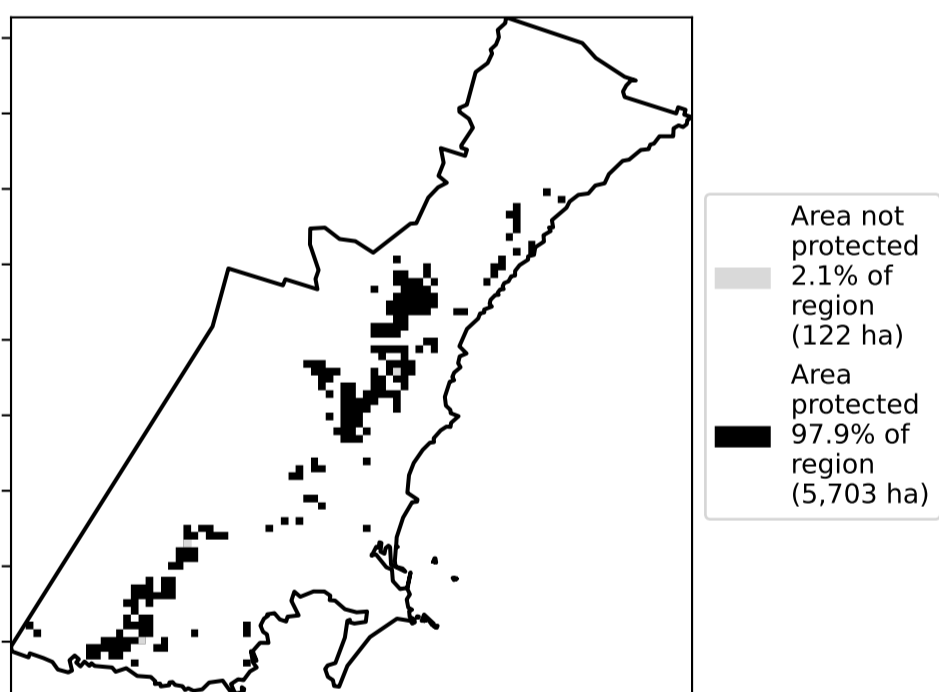 Area not
protected
2.1% of
region
(122 ha)
Area
protected
97.9% of
region
(5,703 ha)